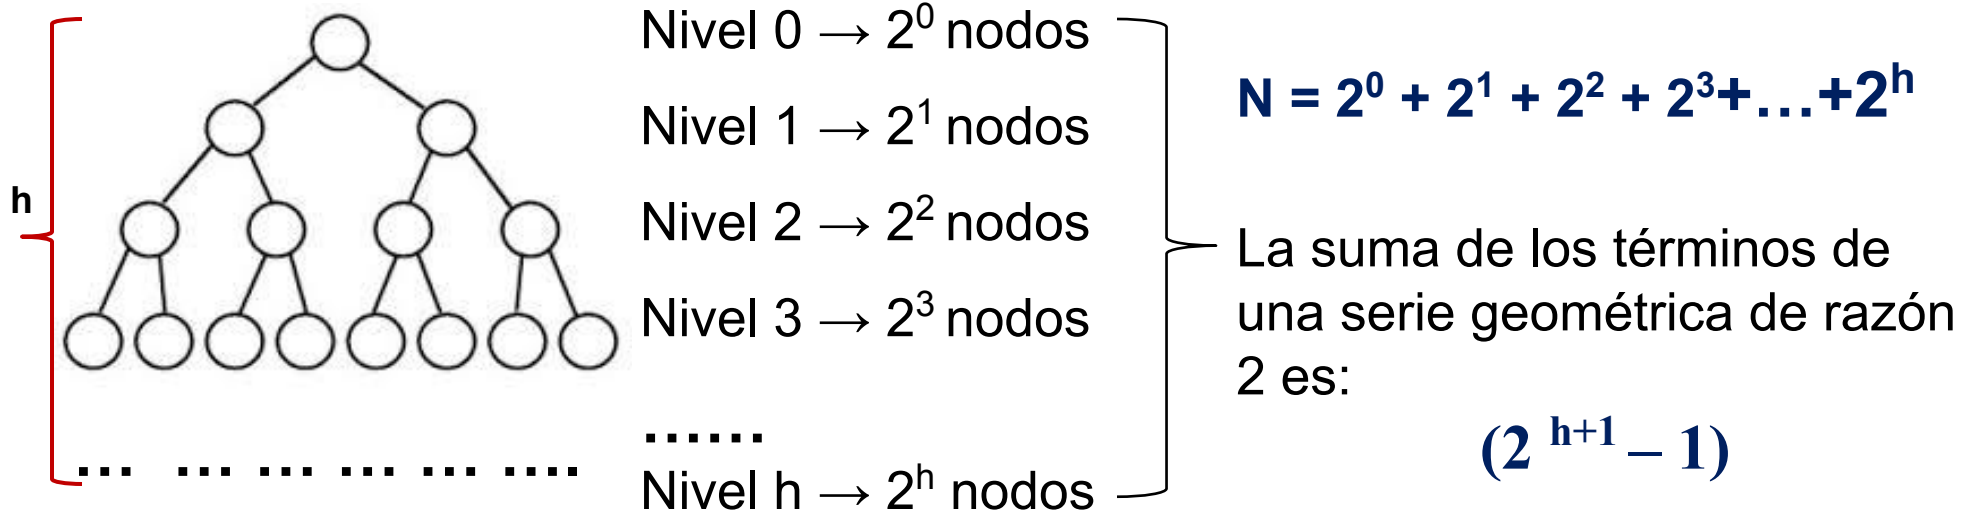 h
Nivel 0 → 2⁰ nodos
Nivel 1 → 2¹ nodos
Nivel 2 → 2² nodos
Nivel 3 → 2³ nodos
......
Nivel h → 2ʰ nodos
... ... ... ... ... ....
N = 2⁰ + 2¹ + 2² + 2³+...+2ʰ
La suma de los términos de
una serie geométrica de razón
2 es:
(2 ʰ⁺¹ – 1)